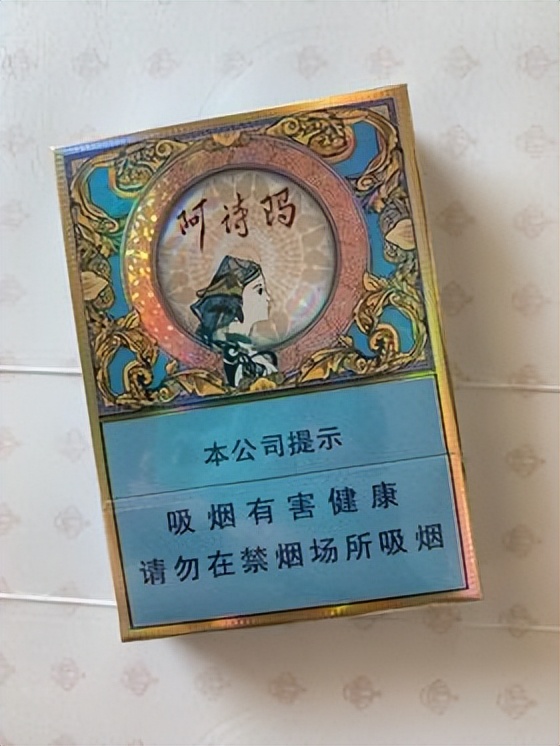 阿诗玛
本公司提示
吸烟有害健康
请勿在禁烟场所吸烟